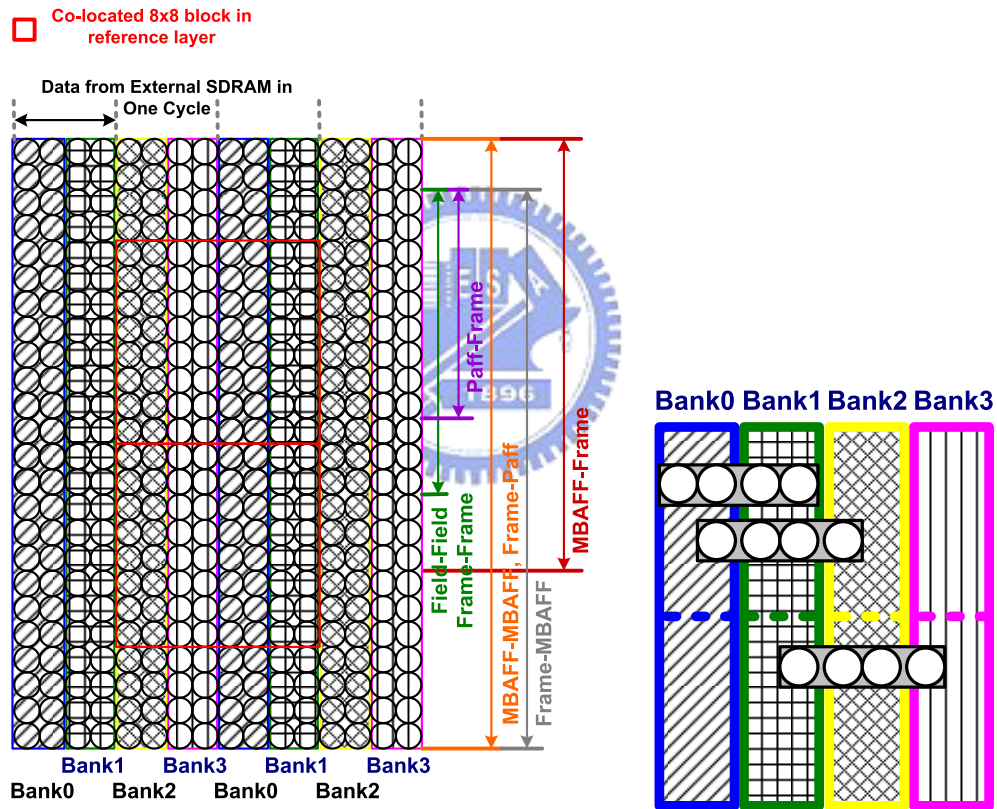 Co-located 8x8 block in
reference layer
Data from External SDRAM in
One Cycle
Paff-Frame
MBAFF-Frame
Field-Field
Frame-Frame
MBAFF-MBAFF, Frame-Paff
Frame-MBAFF
1896
Bank1 Bank3 Bank1 Bank3
Bank0 Bank2 Bank0 Bank2
Bank0 Bank1 Bank2 Bank3